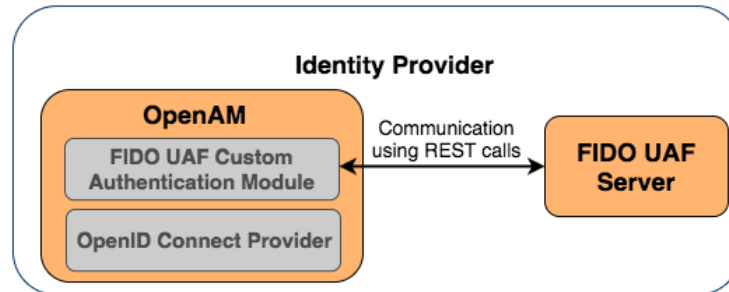 Identity Provider
OpenAM
FIDO UAF Custom
Authentication Module
OpenID Connect Provider
Communication
using REST calls
FIDO UAF
Server